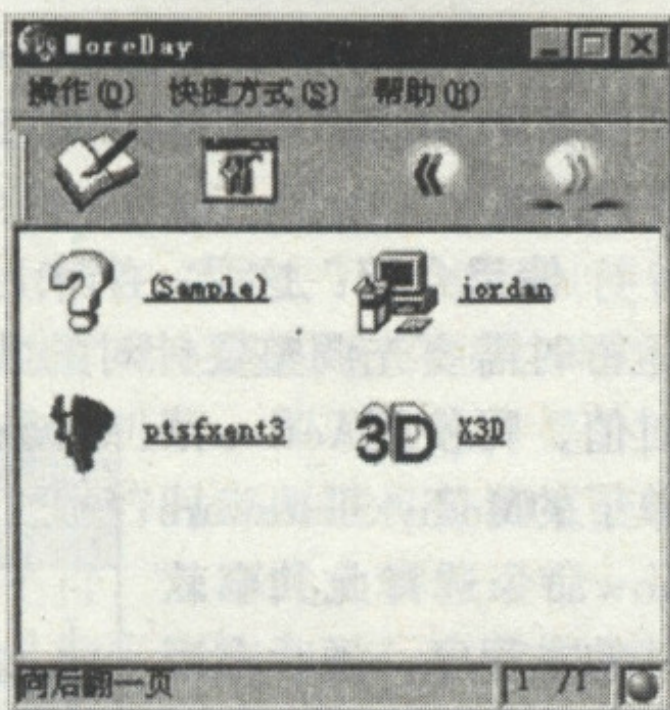 MoreDay
操作(O) 快捷方式(S) 帮助(H)
(Sample) jordan
ptsfxent3 X3D
向后翻一页 1 /1